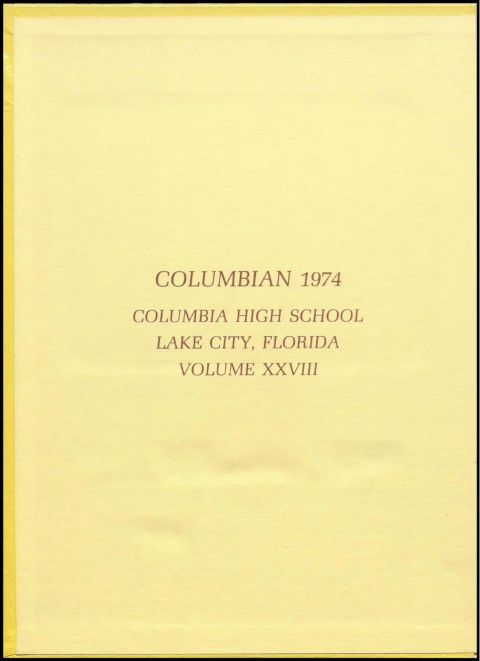 COLUMBIAN 1974
COLUMBIA HIGH SCHOOL
LAKE CITY, FLORIDA
VOLUME XXVIII